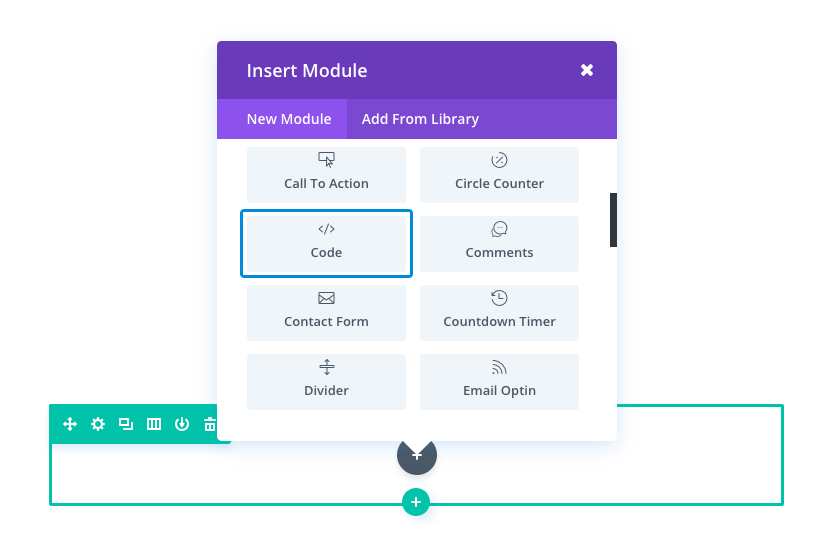 Insert Module
New Module Add From Library
Call To Action Circle Counter
Code Comments
Contact Form Countdown Timer
Divider Email Optin